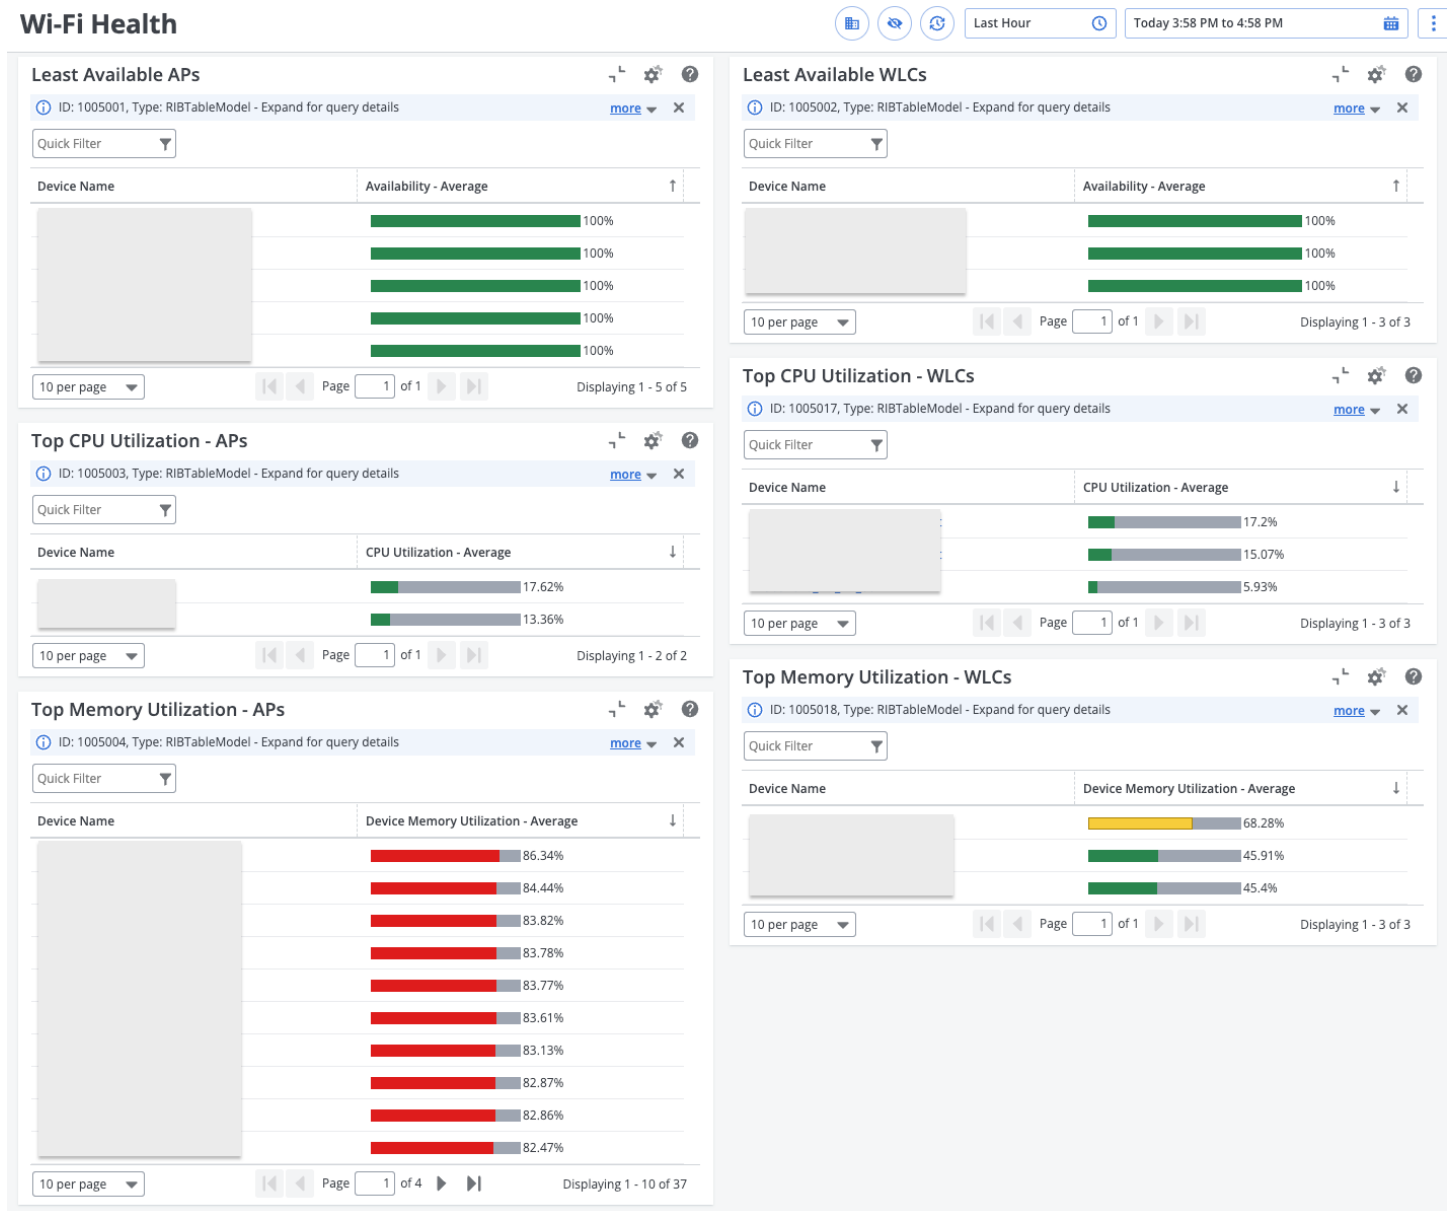 Wi-Fi Health
Last Hour
Today 3:58 PM to 4:58 PM
Least Available APs
ID: 1005001, Type: RIBTableModel - Expand for query details
more
Quick Filter
Device Name
Availability - Average
100%
100%
100%
100%
100%
10 per page
Page 1 of 1
Displaying 1 - 5 of 5
Top CPU Utilization - APs
ID: 1005003, Type: RIBTableModel - Expand for query details
more
Quick Filter
Device Name
CPU Utilization - Average
17.62%
13.36%
10 per page
Page 1 of 1
Displaying 1 - 2 of 2
Top Memory Utilization - APs
ID: 1005004, Type: RIBTableModel - Expand for query details
more
Quick Filter
Device Name
Device Memory Utilization - Average
86.34%
84.44%
83.82%
83.78%
83.77%
83.61%
83.13%
82.87%
82.86%
82.47%
10 per page
Page 1 of 4
Displaying 1 - 10 of 37
Least Available WLCs
ID: 1005002, Type: RIBTableModel - Expand for query details
more
Quick Filter
Device Name
Availability - Average
100%
100%
100%
10 per page
Page 1 of 1
Displaying 1 - 3 of 3
Top CPU Utilization - WLCs
ID: 1005017, Type: RIBTableModel - Expand for query details
more
Quick Filter
Device Name
CPU Utilization - Average
17.2%
15.07%
5.93%
10 per page
Page 1 of 1
Displaying 1 - 3 of 3
Top Memory Utilization - WLCs
ID: 1005018, Type: RIBTableModel - Expand for query details
more
Quick Filter
Device Name
Device Memory Utilization - Average
68.28%
45.91%
45.4%
10 per page
Page 1 of 1
Displaying 1 - 3 of 3